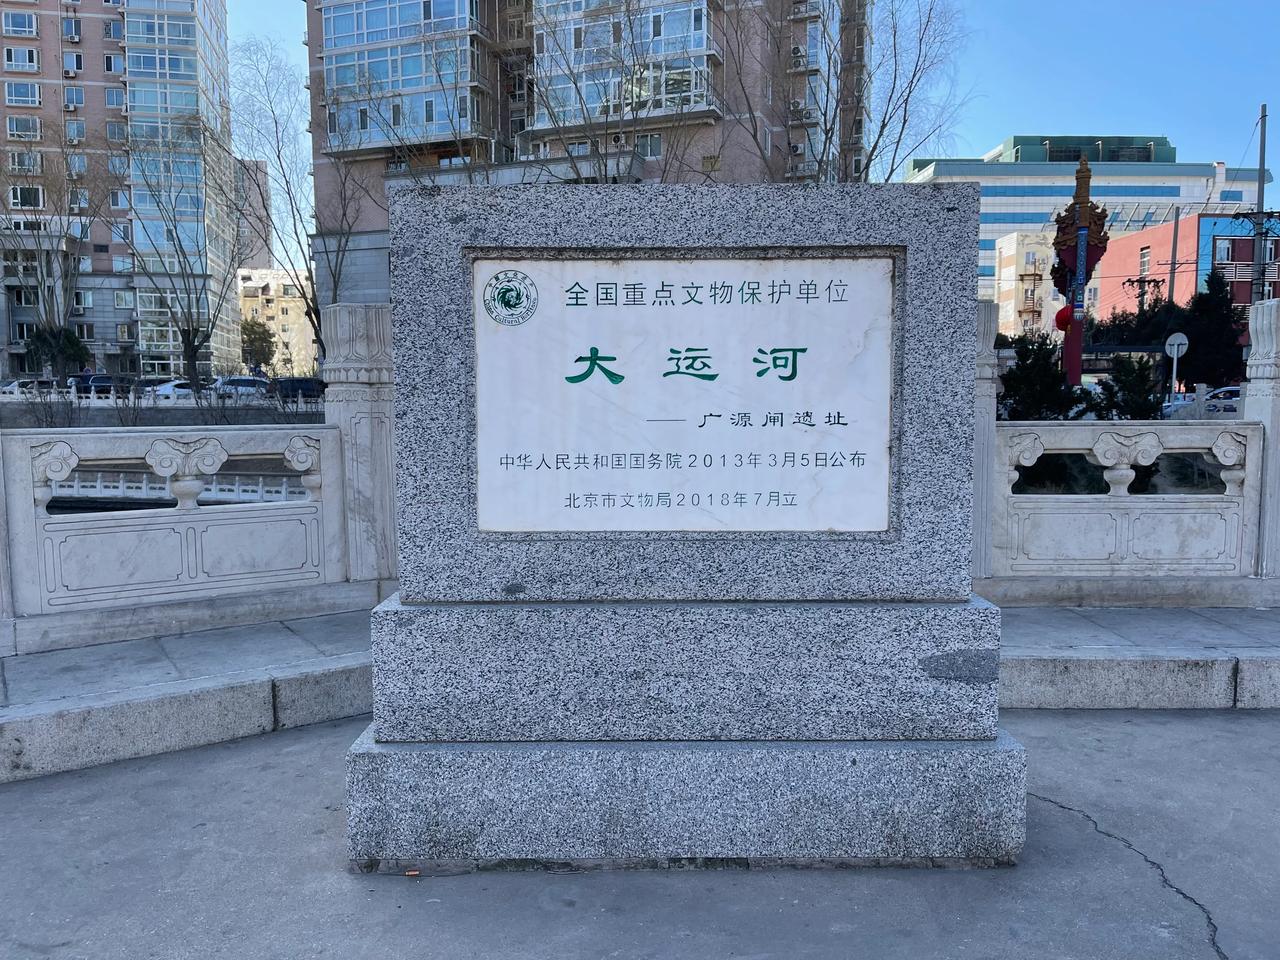 全国重点文物保护单位
大运河
——广源闸遗址
中华人民共和国国务院2013年3月5日公布
北京市文物局2018年7月立